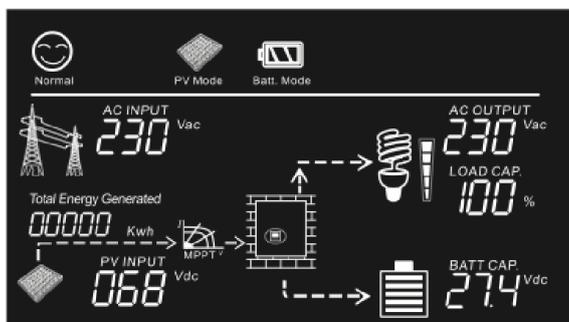 Normal
PV Mode
Batt. Mode
AC INPUT
230 Vac
AC OUTPUT
230 Vac
LOAD CAP.
100 %
Total Energy Generated
00000 Kwh
MPPT
PV INPUT
068 Vdc
BATT CAP.
27.4 Vdc